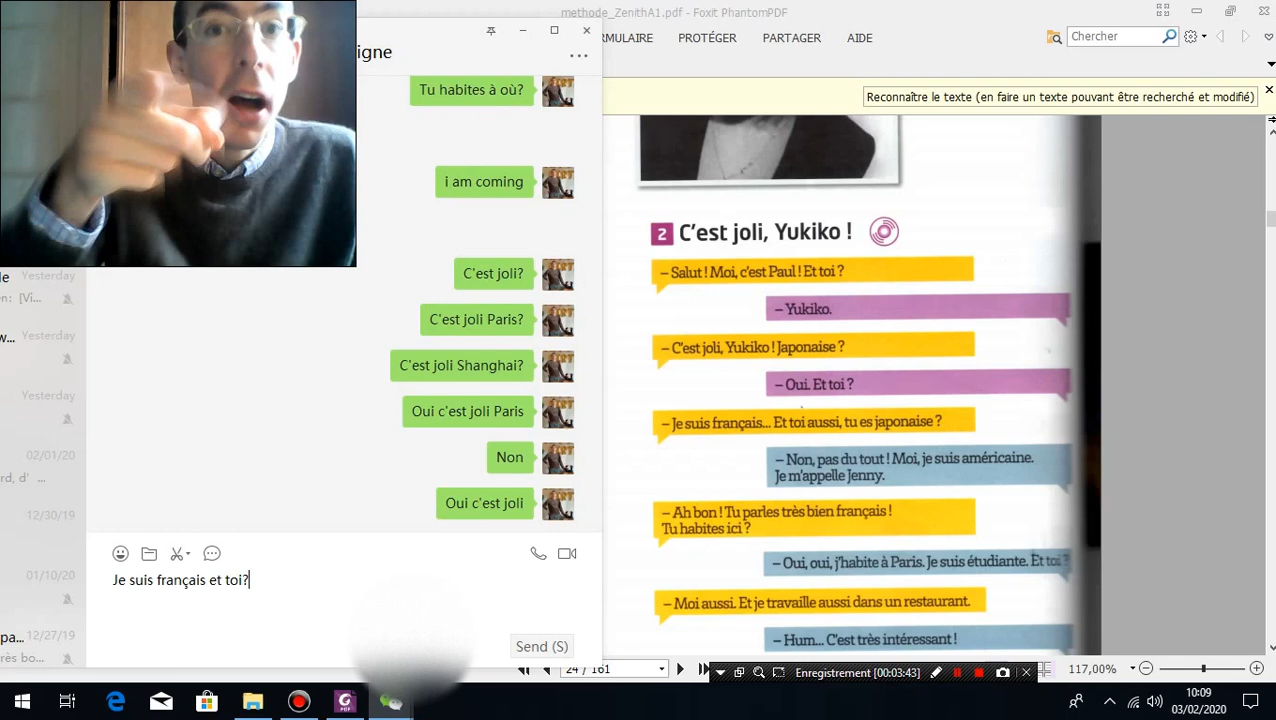 methode_ZenithA1.pdf - Foxit PhantomPDF
igne
RMULAIRE PROTÉGER PARTAGER AIDE
Chercher
Reconnaître le texte (en faire un texte pouvant être recherché et modifié)
Tu habites à où?
i am coming
C'est joli?
C'est joli Paris?
C'est joli Shanghai?
Oui c'est joli Paris
Non
Oui c'est joli
Yesterday
Yesterday
02/01/20
12/30/19
01/10/20
12/27/19
Je suis français et toi?
Send (S)
2 C'est joli, Yukiko !
– Salut ! Moi, c'est Paul ! Et toi ?
– Yukiko.
– C'est joli, Yukiko ! Japonaise ?
– Oui. Et toi ?
– Je suis français... Et toi aussi, tu es japonaise ?
– Non, pas du tout ! Moi, je suis américaine.
Je m'appelle Jenny.
– Ah bon ! Tu parles très bien français !
Tu habites ici ?
– Oui, oui, j'habite à Paris. Je suis étudiante. Et toi ?
– Moi aussi. Et je travaille aussi dans un restaurant.
– Hum... C'est très intéressant !
24 / 161
Enregistrement [00:03:43]
117,00%
10:09
03/02/2020